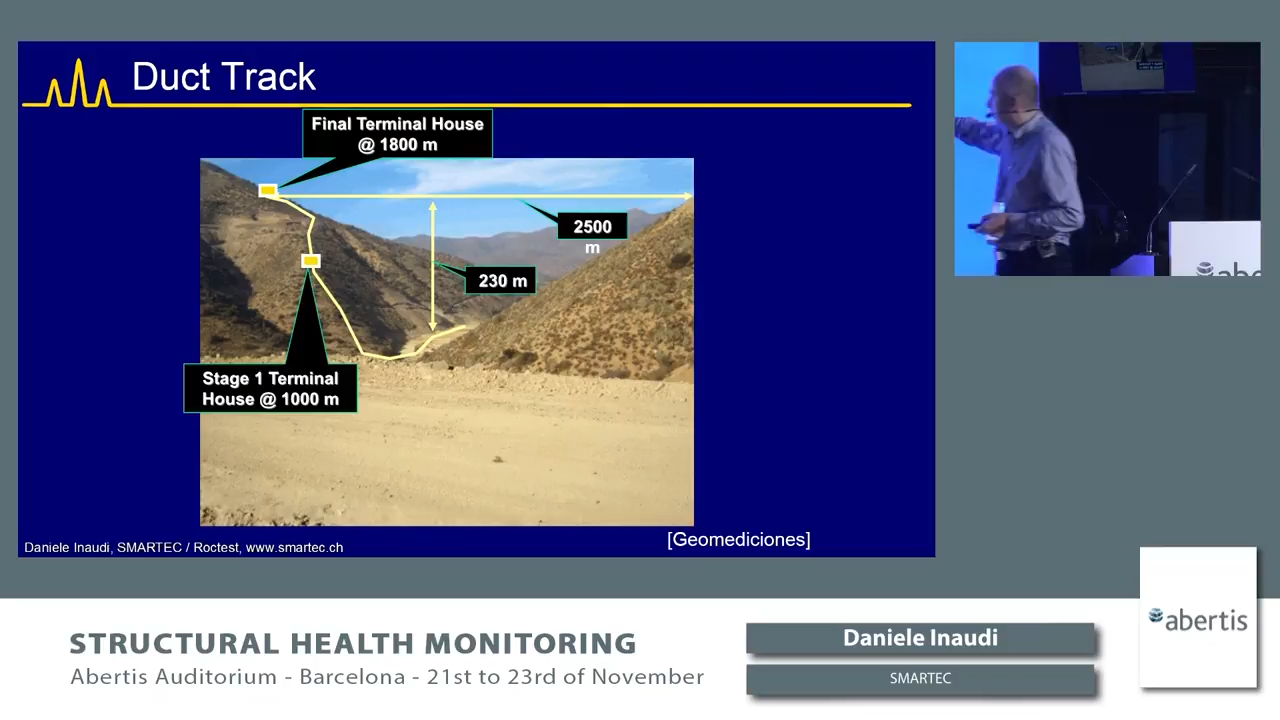 Duct Track
Final Terminal House
@ 1800 m
2500
m
230 m
Stage 1 Terminal
House @ 1000 m
[Geomediciones]
Daniele Inaudi, SMARTEC / Roctest, www.smartec.ch
STRUCTURAL HEALTH MONITORING
Abertis Auditorium - Barcelona - 21st to 23rd of November
Daniele Inaudi
SMARTEC
abertis